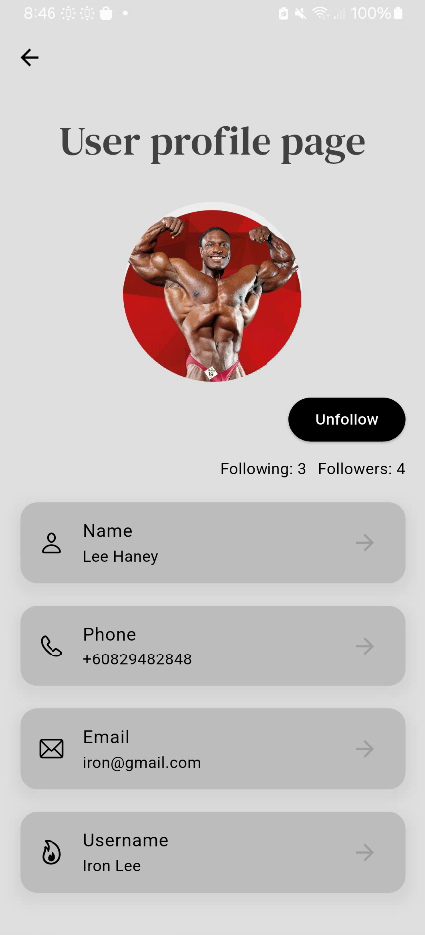 8:46
100%
User profile page
Unfollow
Following: 3 Followers: 4
Name
Lee Haney
Phone
+60829482848
Email
iron@gmail.com
Username
Iron Lee